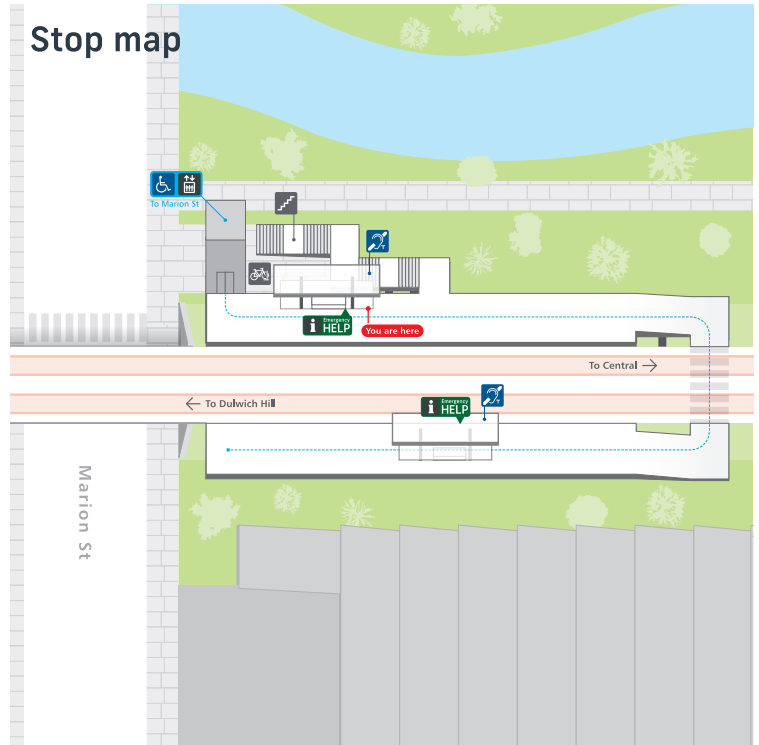 Stop map
To Marion St
i
Emergency
HELP
You are here
To Central
To Dulwich Hill
i
Emergency
HELP
Marion St